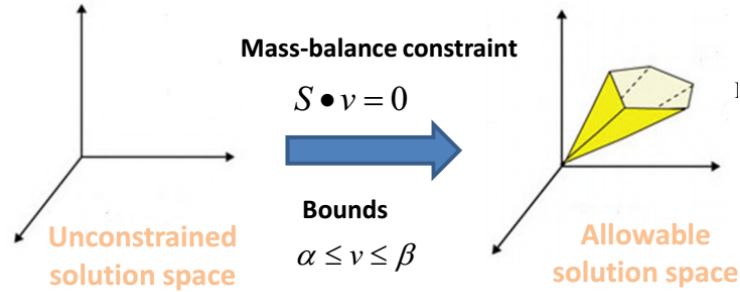 Mass-balance constraint
S • v = 0
Bounds
α ≤ v ≤ β
Unconstrained
solution space
Allowable
solution space